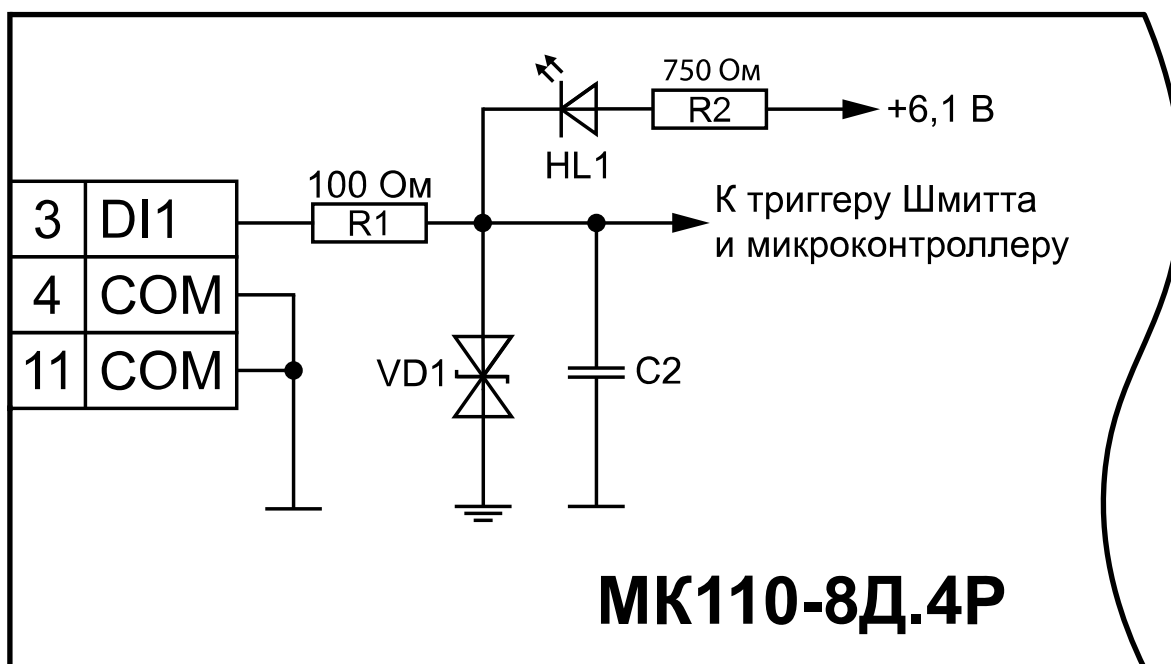 750 Ом
R2
+6,1 В
HL1
100 Ом
3 DI1
R1
К триггеру Шмитта
и микроконтроллеру
4 COM
11 COM
VD1
C2
МК110-8Д.4Р